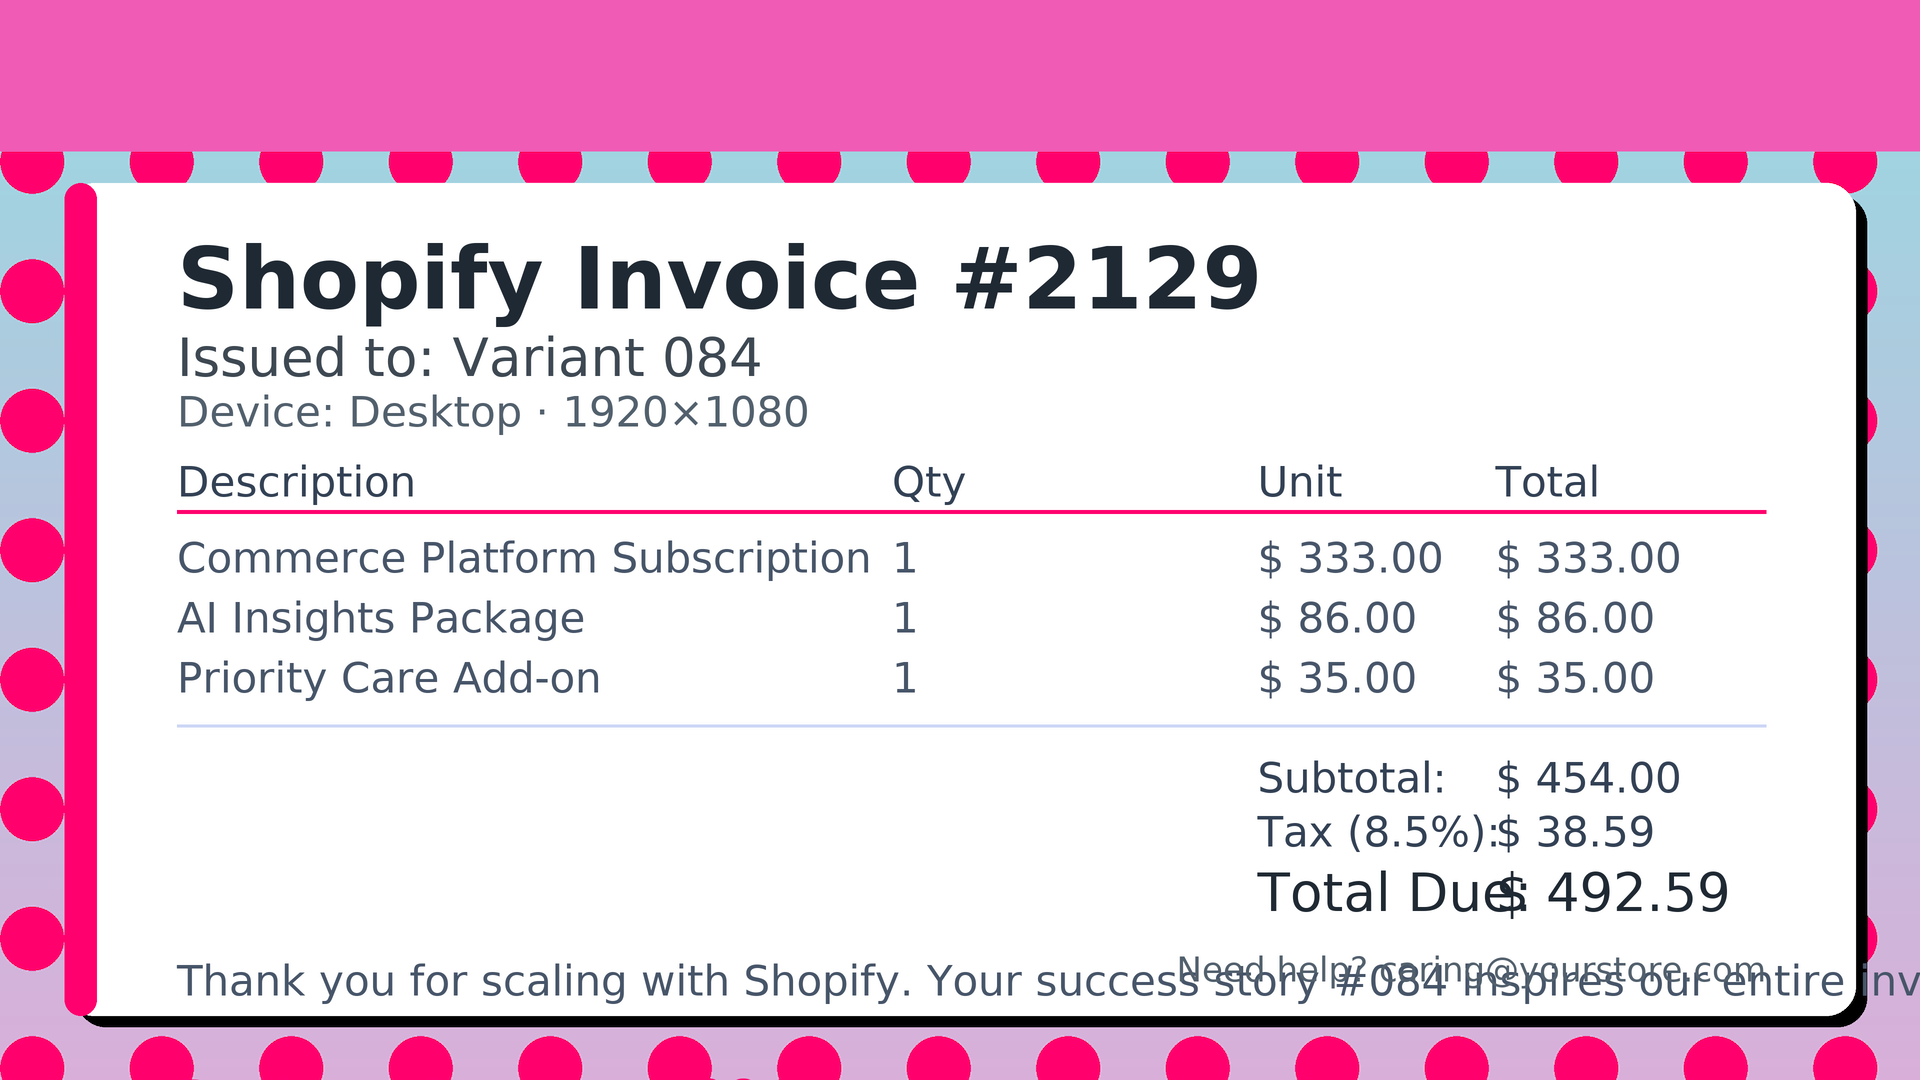 Shopify Invoice #2129
Issued to: Variant 084
Device: Desktop · 1920×1080
Description Qty Unit Total
Commerce Platform Subscription 1 $ 333.00 $ 333.00
AI Insights Package 1 $ 86.00 $ 86.00
Priority Care Add-on 1 $ 35.00 $ 35.00
Subtotal: $ 454.00
Tax (8.5%): $ 38.59
Total Due: $ 492.59
Need help? caring@yourstore.com
Thank you for scaling with Shopify. Your success story #084 inspires our entire